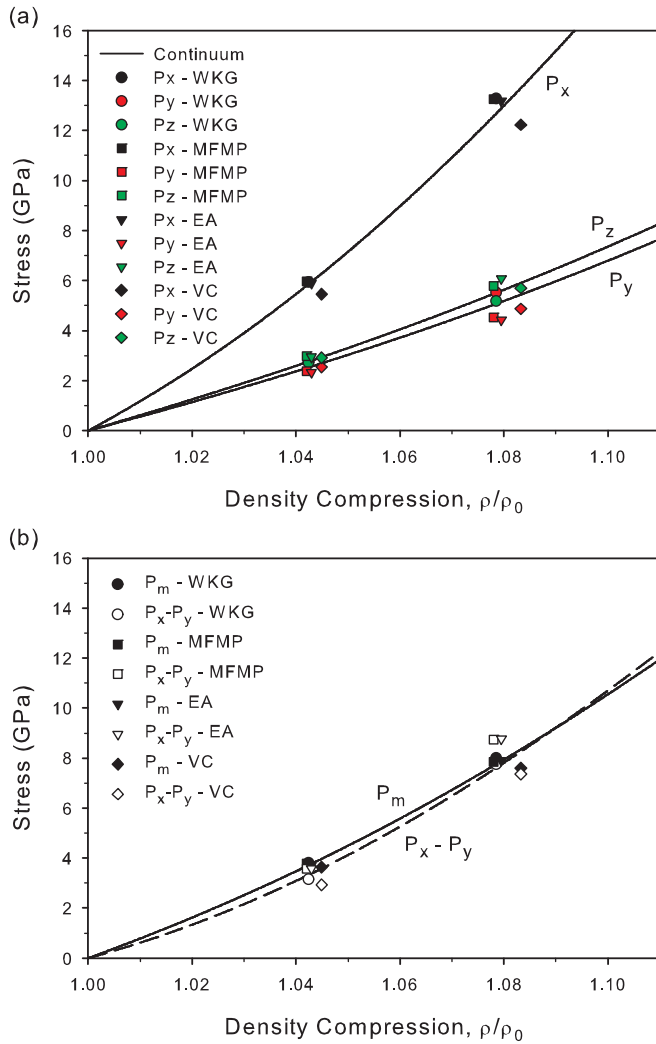 (a)
16
14
12
10
8
6
4
2
0
Stress (GPa)
Continuum
Px - WKG
Py - WKG
Pz - WKG
Px - MFMP
Py - MFMP
Pz - MFMP
Px - EA
Py - EA
Pz - EA
Px - VC
Py - VC
Pz - VC
Px
Pz
Py
1.00 1.02 1.04 1.06 1.08 1.10
Density Compression, ρ/ρ0
(b)
16
14
12
10
8
6
4
2
0
Stress (GPa)
Pm - WKG
Px-Py - WKG
Pm - MFMP
Px-Py - MFMP
Pm - EA
Px-Py - EA
Pm - VC
Px-Py - VC
Pm
Px - Py
1.00 1.02 1.04 1.06 1.08 1.10
Density Compression, ρ/ρ0